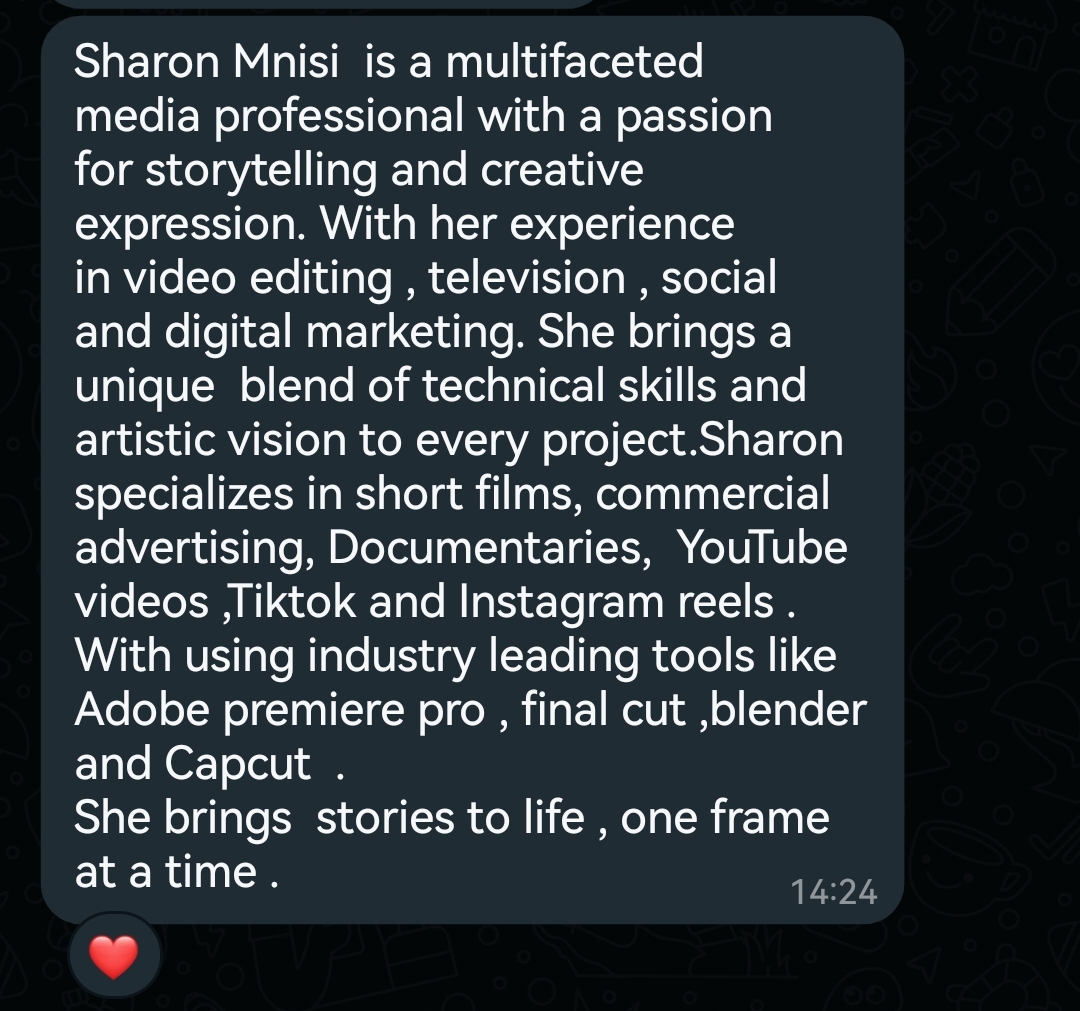 Sharon Mnisi  is a multifaceted
media professional with a passion
for storytelling and creative
expression. With her experience
in video editing , television , social
and digital marketing. She brings a
unique  blend of technical skills and
artistic vision to every project.Sharon
specializes in short films, commercial
advertising, Documentaries,  YouTube
videos ,Tiktok and Instagram reels .
With using industry leading tools like
Adobe premiere pro , final cut ,blender
and Capcut  .
She brings  stories to life , one frame
at a time .
14:24